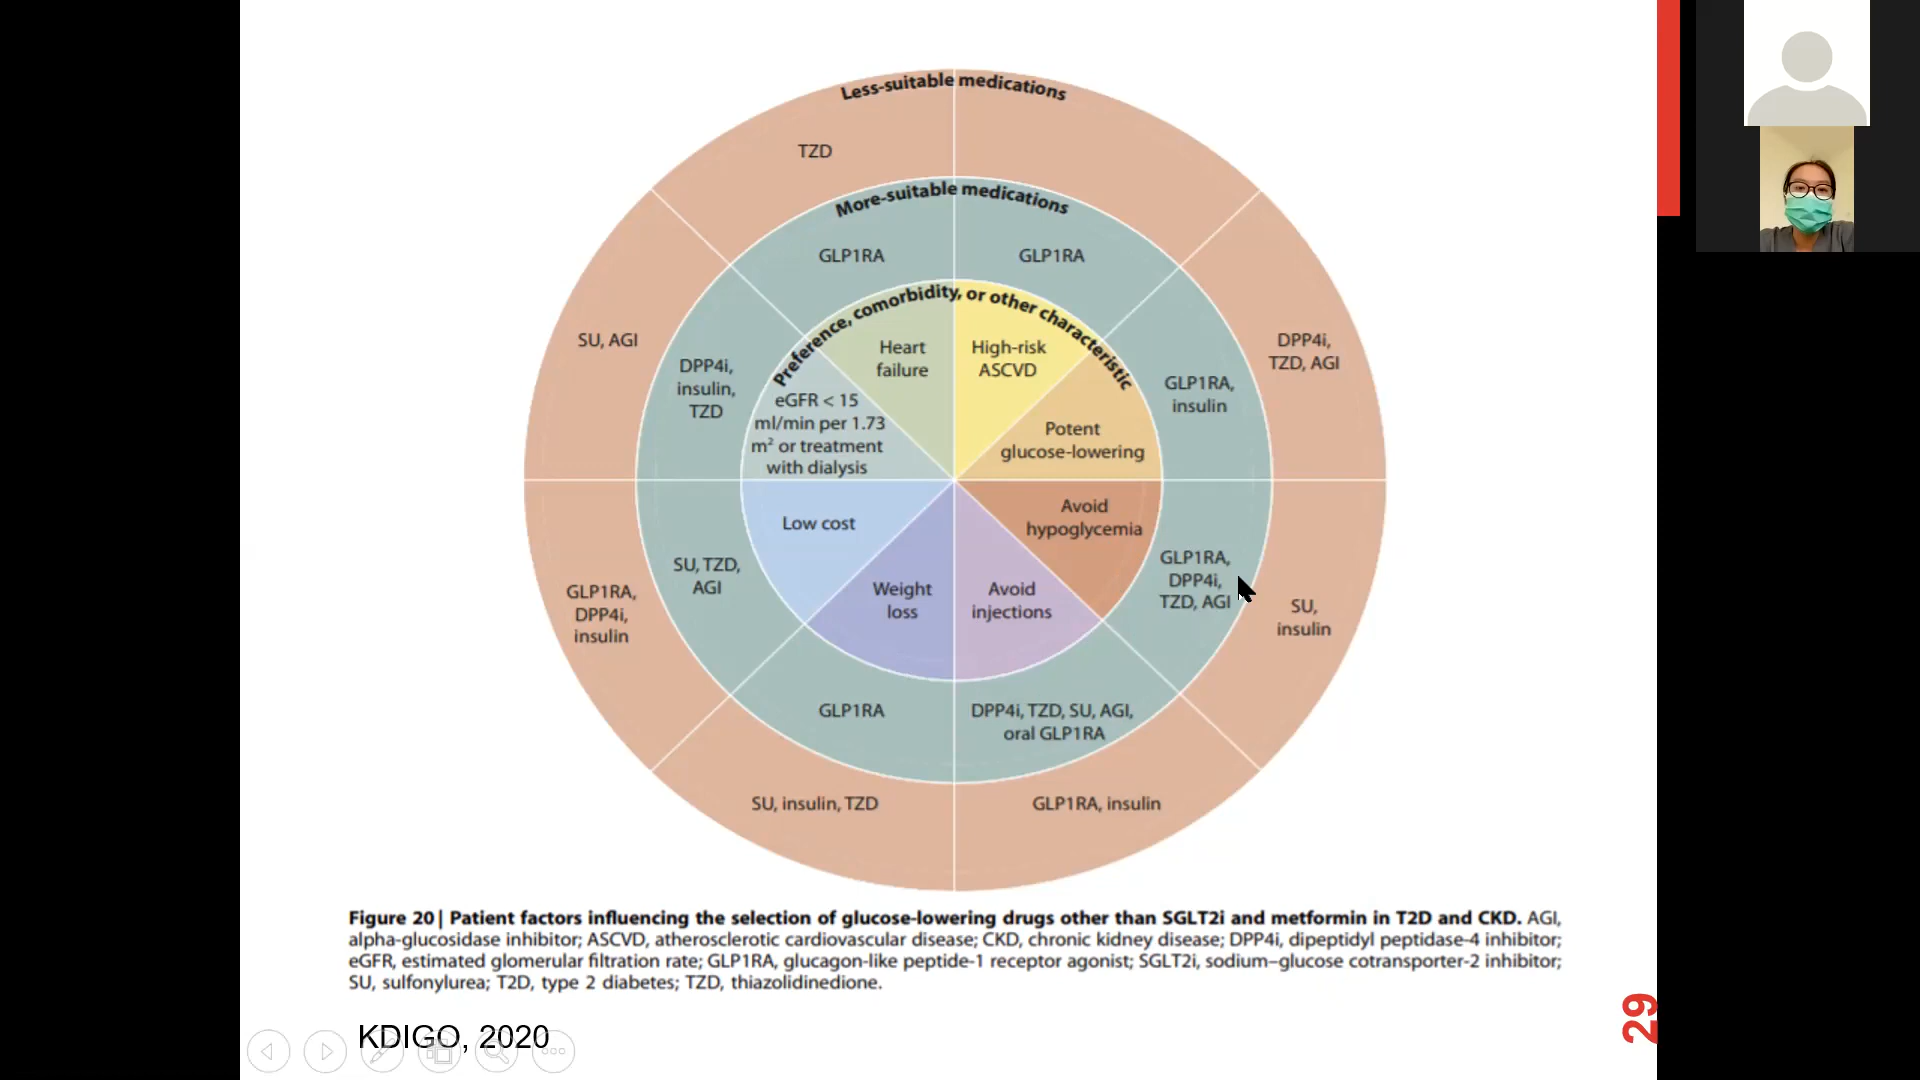 Less-suitable medications
TZD
More-suitable medications
GLP1RA
GLP1RA
Preference, comorbidity, or other characteristic
SU, AGI
DPP4i,
insulin,
TZD
Heart
failure
High-risk
ASCVD
GLP1RA,
insulin
DPP4i,
TZD, AGI
eGFR < 15
ml/min per 1.73
m² or treatment
with dialysis
Potent
glucose-lowering
Low cost
Avoid
hypoglycemia
GLP1RA,
DPP4i,
insulin
SU, TZD,
AGI
Weight
loss
Avoid
injections
GLP1RA,
DPP4i,
TZD, AGI
SU,
insulin
GLP1RA
DPP4i, TZD, SU, AGI,
oral GLP1RA
SU, insulin, TZD
GLP1RA, insulin
Figure 20 | Patient factors influencing the selection of glucose-lowering drugs other than SGLT2i and metformin in T2D and CKD. AGI,
alpha-glucosidase inhibitor; ASCVD, atherosclerotic cardiovascular disease; CKD, chronic kidney disease; DPP4i, dipeptidyl peptidase-4 inhibitor;
eGFR, estimated glomerular filtration rate; GLP1RA, glucagon-like peptide-1 receptor agonist; SGLT2i, sodium–glucose cotransporter-2 inhibitor;
SU, sulfonylurea; T2D, type 2 diabetes; TZD, thiazolidinedione.
KDIGO, 2020
29